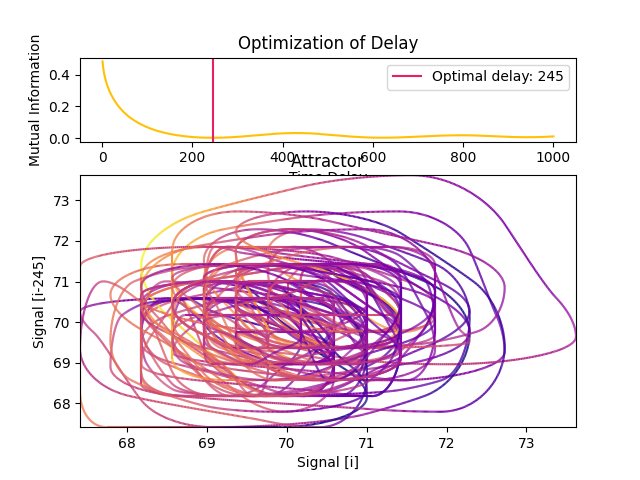 Optimization of Delay
Mutual Information
0.4
0.2
0.0
Optimal delay: 245
0 200 400 600 800 1000
Time Delay
Attractor
Signal [i-245]
73
72
71
70
69
68
68 69 70 71 72 73
Signal [i]